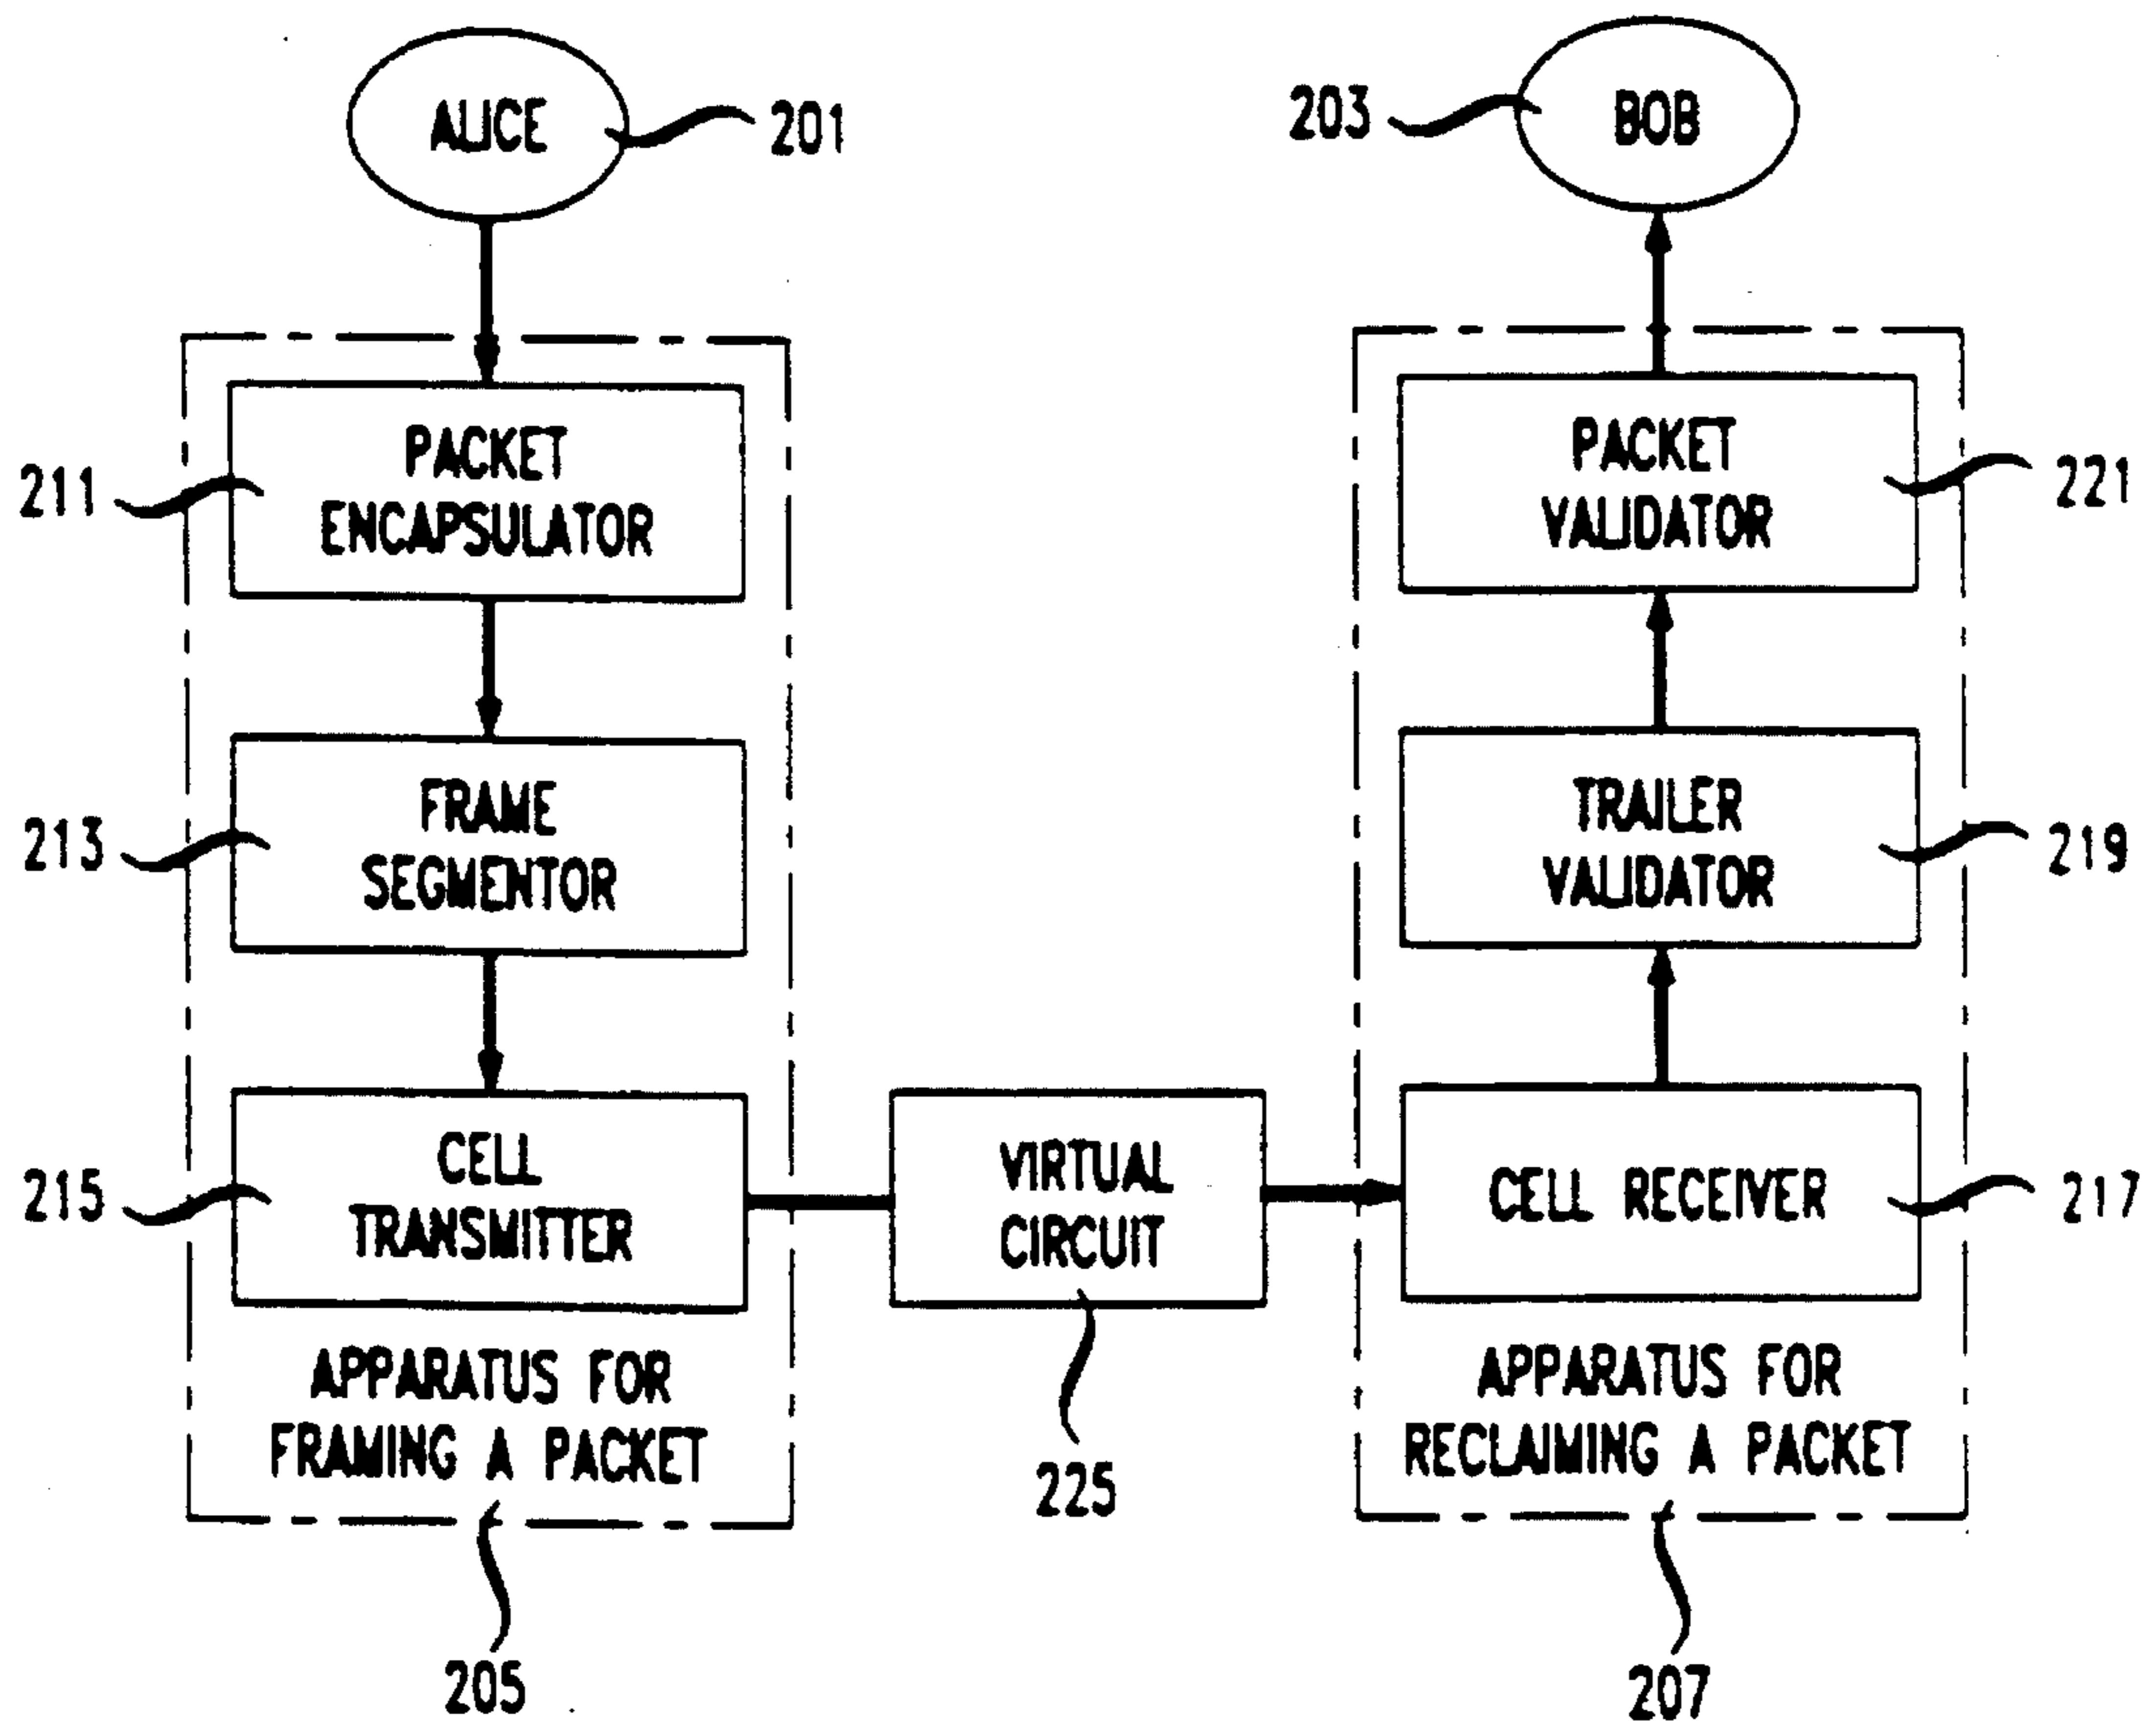 ALICE
201
203
BOB
PACKET
ENCAPSULATOR
211
PACKET
VALIDATOR
221
FRAME
SEGMENTOR
213
TRAILER
VALIDATOR
219
CELL
TRANSMITTER
215
VIRTUAL
CIRCUIT
225
CELL RECEIVER
217
APPARATUS FOR
FRAMING A PACKET
205
APPARATUS FOR
RECLAIMING A PACKET
207